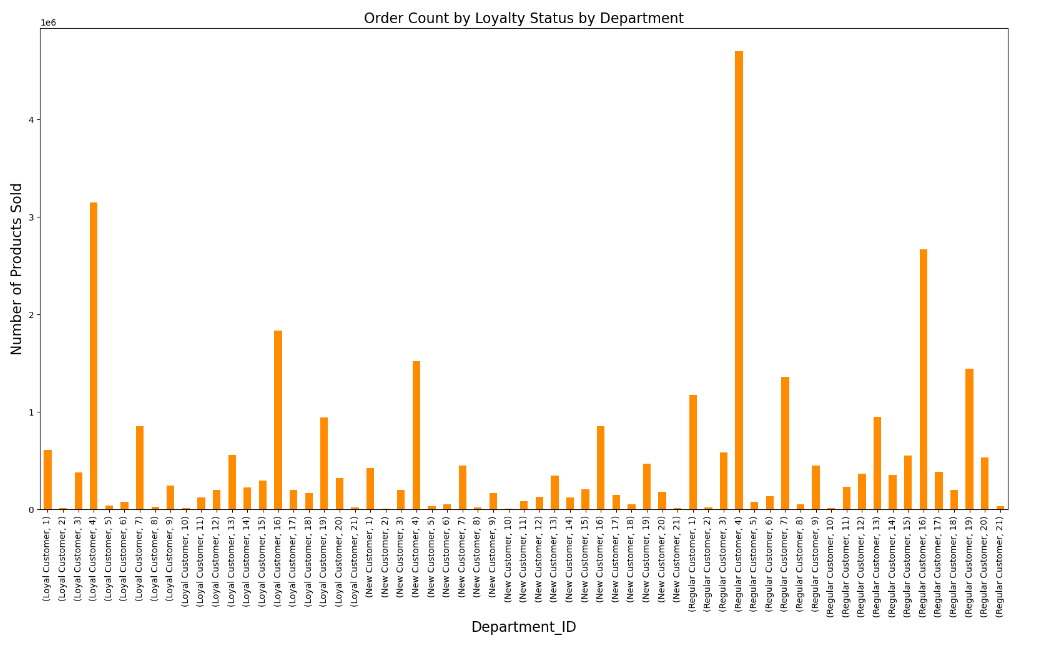 Order Count by Loyalty Status by Department
1e6
Number of Products Sold
4
3
2
1
0
(Loyal Customer, 1)
(Loyal Customer, 2)
(Loyal Customer, 3)
(Loyal Customer, 4)
(Loyal Customer, 5)
(Loyal Customer, 6)
(Loyal Customer, 7)
(Loyal Customer, 8)
(Loyal Customer, 9)
(Loyal Customer, 10)
(Loyal Customer, 11)
(Loyal Customer, 12)
(Loyal Customer, 13)
(Loyal Customer, 14)
(Loyal Customer, 15)
(Loyal Customer, 16)
(Loyal Customer, 17)
(Loyal Customer, 18)
(Loyal Customer, 19)
(Loyal Customer, 20)
(Loyal Customer, 21)
(New Customer, 1)
(New Customer, 2)
(New Customer, 3)
(New Customer, 4)
(New Customer, 5)
(New Customer, 6)
(New Customer, 7)
(New Customer, 8)
(New Customer, 9)
(New Customer, 10)
(New Customer, 11)
(New Customer, 12)
(New Customer, 13)
(New Customer, 14)
(New Customer, 15)
(New Customer, 16)
(New Customer, 17)
(New Customer, 18)
(New Customer, 19)
(New Customer, 20)
(New Customer, 21)
(Regular Customer, 1)
(Regular Customer, 2)
(Regular Customer, 3)
(Regular Customer, 4)
(Regular Customer, 5)
(Regular Customer, 6)
(Regular Customer, 7)
(Regular Customer, 8)
(Regular Customer, 9)
(Regular Customer, 10)
(Regular Customer, 11)
(Regular Customer, 12)
(Regular Customer, 13)
(Regular Customer, 14)
(Regular Customer, 15)
(Regular Customer, 16)
(Regular Customer, 17)
(Regular Customer, 18)
(Regular Customer, 19)
(Regular Customer, 20)
(Regular Customer, 21)
Department_ID